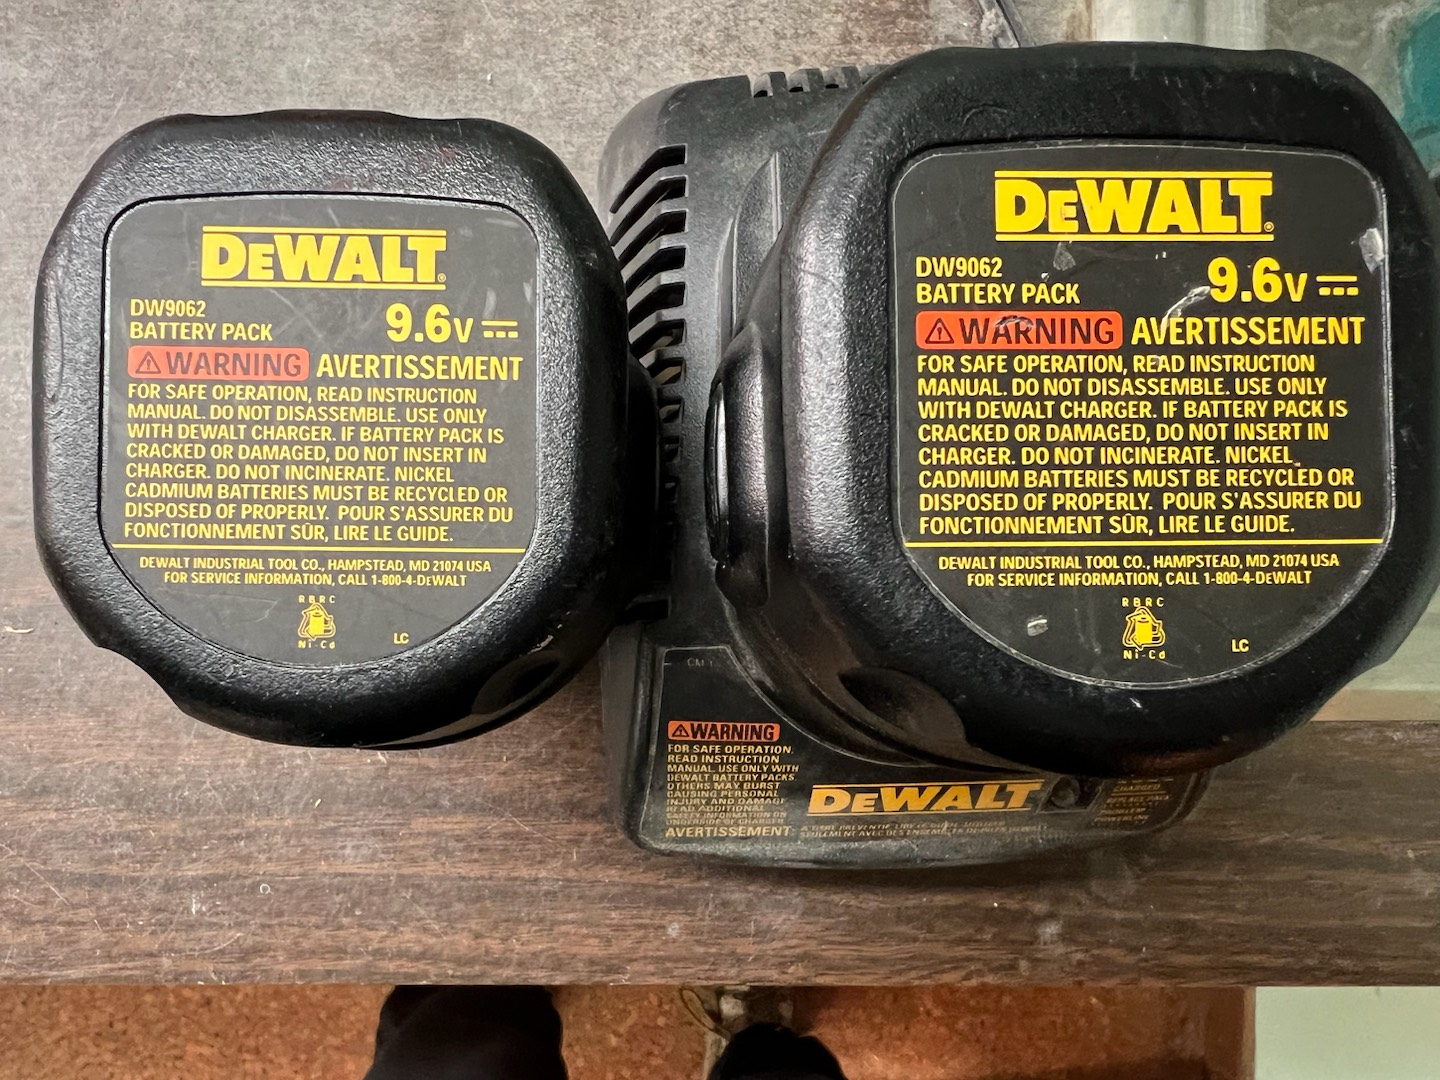 DEWALT
DW9062
BATTERY PACK
9.6V
WARNING AVERTISSEMENT
FOR SAFE OPERATION, READ INSTRUCTION
MANUAL. DO NOT DISASSEMBLE. USE ONLY
WITH DEWALT CHARGER. IF BATTERY PACK IS
CRACKED OR DAMAGED, DO NOT INSERT IN
CHARGER. DO NOT INCINERATE. NICKEL
CADMIUM BATTERIES MUST BE RECYCLED OR
DISPOSED OF PROPERLY. POUR S'ASSURER DU
FONCTIONNEMENT SÛR, LIRE LE GUIDE.
DEWALT INDUSTRIAL TOOL CO., HAMPSTEAD, MD 21074 USA
FOR SERVICE INFORMATION, CALL 1-800-4-DEWALT
RBRC
Ni-Cd
LC
DEWALT
DW9062
BATTERY PACK
9.6V
WARNING AVERTISSEMENT
FOR SAFE OPERATION, READ INSTRUCTION
MANUAL. DO NOT DISASSEMBLE. USE ONLY
WITH DEWALT CHARGER. IF BATTERY PACK IS
CRACKED OR DAMAGED, DO NOT INSERT IN
CHARGER. DO NOT INCINERATE. NICKEL
CADMIUM BATTERIES MUST BE RECYCLED OR
DISPOSED OF PROPERLY. POUR S'ASSURER DU
FONCTIONNEMENT SÛR, LIRE LE GUIDE.
DEWALT INDUSTRIAL TOOL CO., HAMPSTEAD, MD 21074 USA
FOR SERVICE INFORMATION, CALL 1-800-4-DEWALT
RBRC
Ni-Cd
LC
WARNING
FOR SAFE OPERATION,
READ INSTRUCTION
MANUAL. USE ONLY WITH
DEWALT BATTERY PACKS.
OTHERS MAY BURST
CAUSING PERSONAL
INJURY AND DAMAGE
READ ADDITIONAL
SAFETY INFORMATION ON
UNDERSIDE OF CHARGER
AVERTISSEMENT:
DEWALT
CHARGED